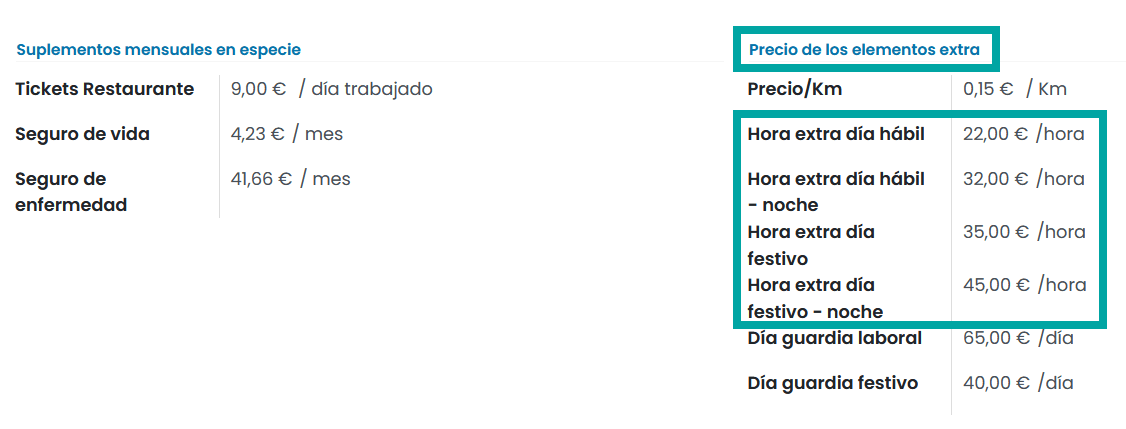 Suplementos mensuales en especie
Tickets Restaurante 9,00 € / día trabajado
Seguro de vida 4,23 € / mes
Seguro de 41,66 € / mes
enfermedad
Precio de los elementos extra
Precio/Km 0,15 € / Km
Hora extra día hábil 22,00 € /hora
Hora extra día hábil 32,00 € /hora
- noche
Hora extra día 35,00 € /hora
festivo
Hora extra día 45,00 € /hora
festivo - noche
Día guardia laboral 65,00 € /día
Día guardia festivo 40,00 € /día